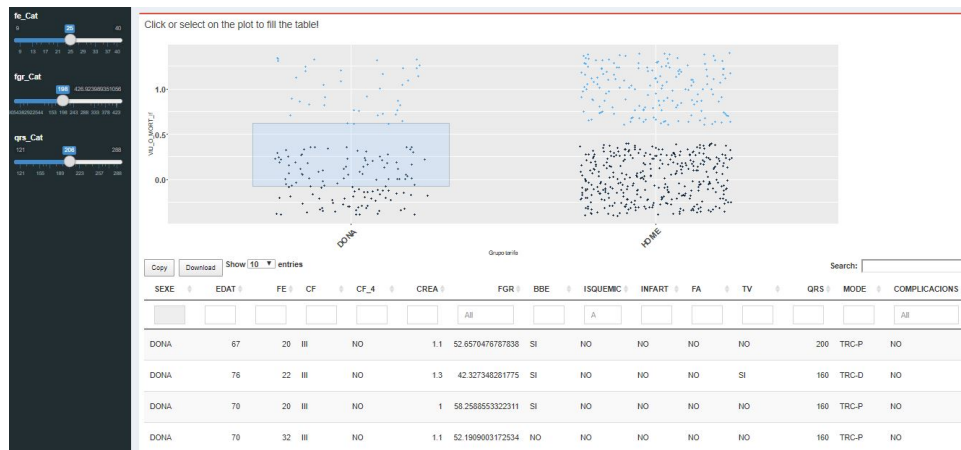 fe_Cat
25 40
fgr_Cat
198 426.923989351056
qrs_Cat
121 206 288
Click or select on the plot to fill the table!
1.0
0.5
0.0
DONA HOME
Grupo tarifa
Copy Download Show 10 entries Search:
SEXE EDAT FE CF CF_4 CREA FGR BBE ISQUEMIC INFART FA TV QRS MODE COMPLICACIONS
All A All
DONA 67 20 III NO 1.1 52.6570476787838 SI NO NO NO NO 200 TRC-P NO
DONA 76 22 III NO 1.3 42.327348281775 SI NO NO NO SI 160 TRC-D NO
DONA 70 20 III NO 1 58.2588553322311 SI NO NO NO NO 160 TRC-P NO
DONA 70 32 III NO 1.1 52.1909003172534 NO NO NO NO NO 160 TRC-P NO